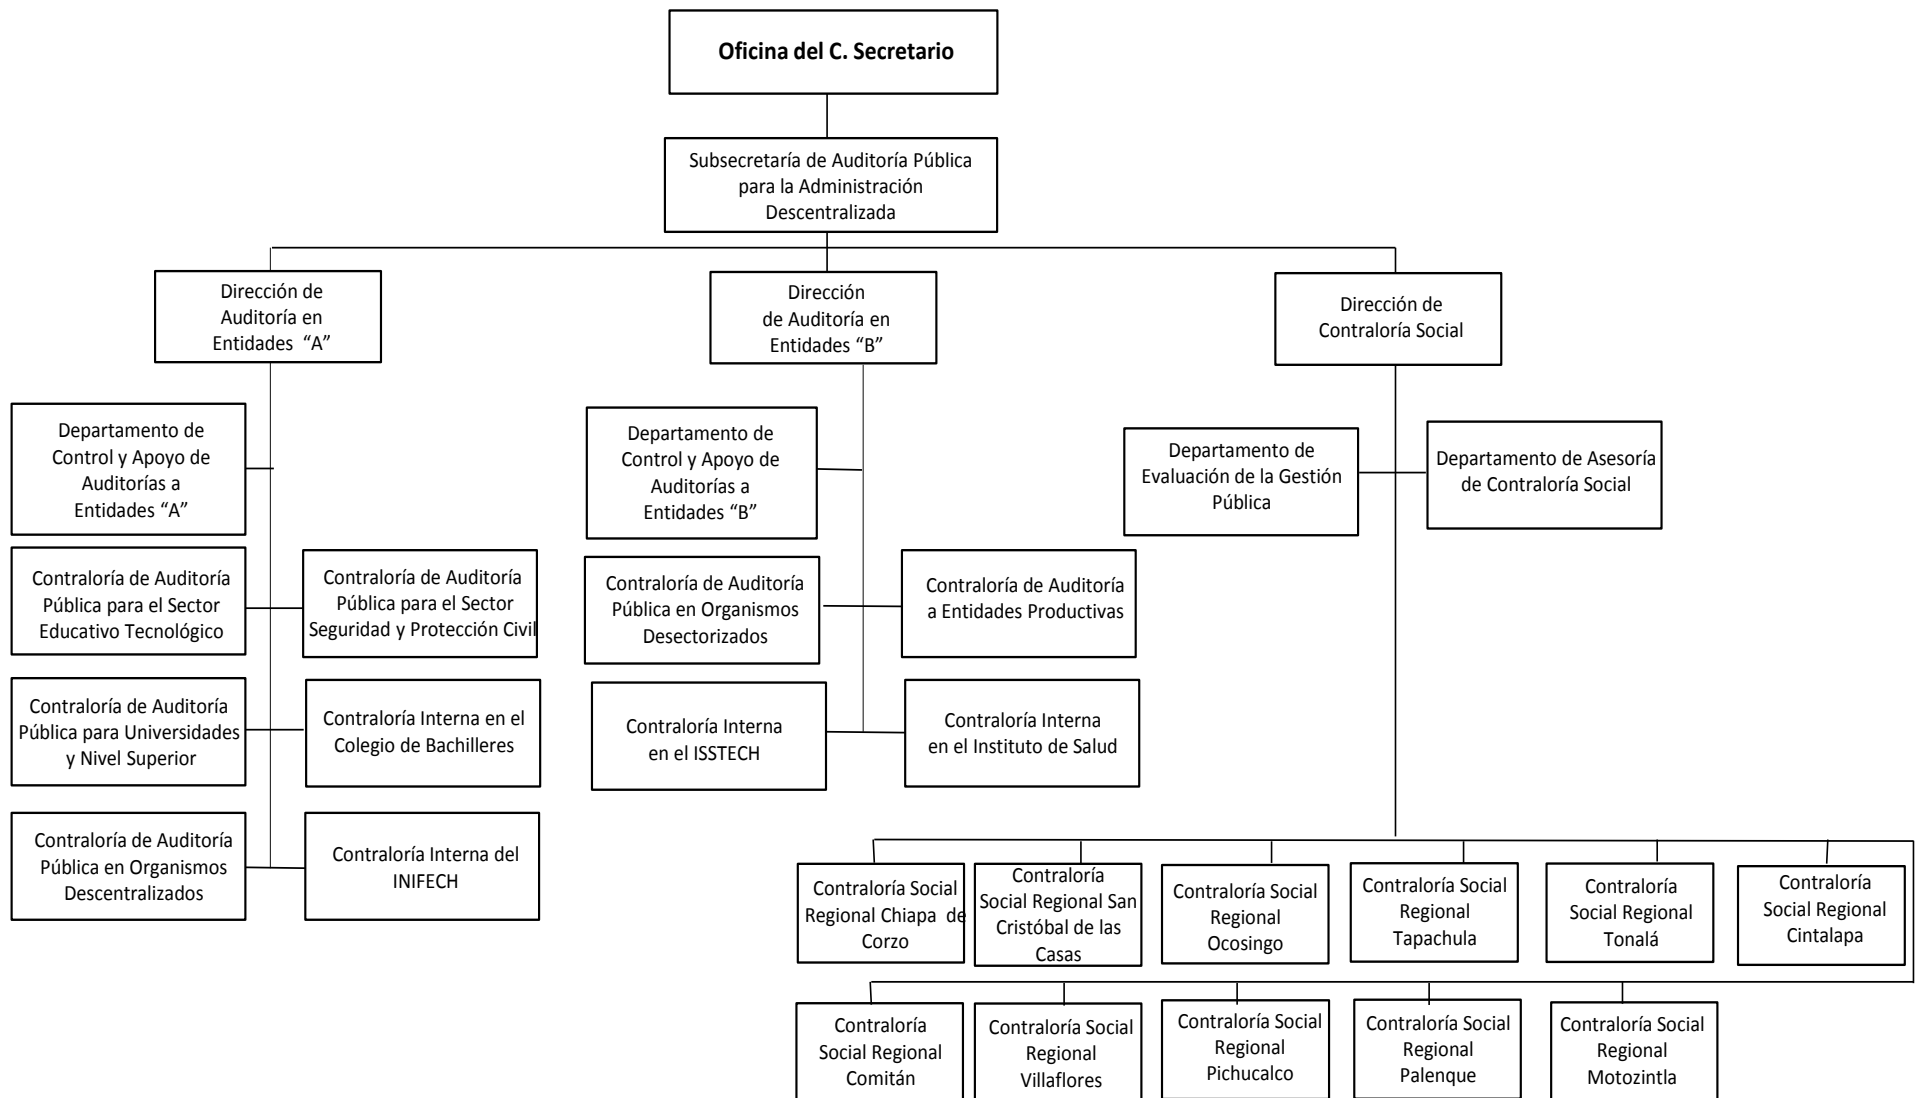 Oficina del C. Secretario
Subsecretaría de Auditoría Pública
para la Administración
Descentralizada
Dirección de
Auditoría en
Entidades “A”
Dirección
de Auditoría en
Entidades “B”
Dirección de
Contraloría Social
Departamento de
Control y Apoyo de
Auditorías a
Entidades “A”
Contraloría de Auditoría
Pública para el Sector
Educativo Tecnológico
Contraloría de Auditoría
Pública para el Sector
Seguridad y Protección Civil
Contraloría de Auditoría
Pública para Universidades
y Nivel Superior
Contraloría Interna en el
Colegio de Bachilleres
Contraloría de Auditoría
Pública en Organismos
Descentralizados
Contraloría Interna del
INIFECH
Departamento de
Control y Apoyo de
Auditorías a
Entidades “B”
Contraloría de Auditoría
Pública en Organismos
Desectorizados
Contraloría de Auditoría
a Entidades Productivas
Contraloría Interna
en el ISSTECH
Contraloría Interna
en el Instituto de Salud
Departamento de
Evaluación de la Gestión
Pública
Departamento de Asesoría
de Contraloría Social
Contraloría Social
Regional Chiapa de
Corzo
Contraloría
Social Regional San
Cristóbal de las
Casas
Contraloría Social
Regional
Ocosingo
Contraloría Social
Regional
Tapachula
Contraloría
Social Regional
Tonalá
Contraloría
Social Regional
Cintalapa
Contraloría
Social Regional
Comitán
Contraloría Social
Regional
Villaflores
Contraloría Social
Regional
Pichucalco
Contraloría Social
Regional
Palenque
Contraloría Social
Regional
Motozintla